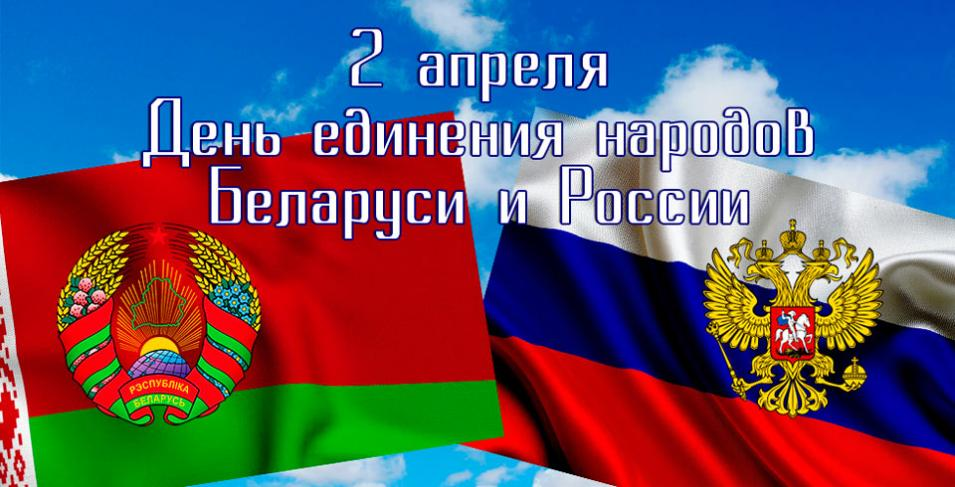 2 апреля
День единения народов
Беларуси и России
РЭСПУБЛІКА
БЕЛАРУСЬ